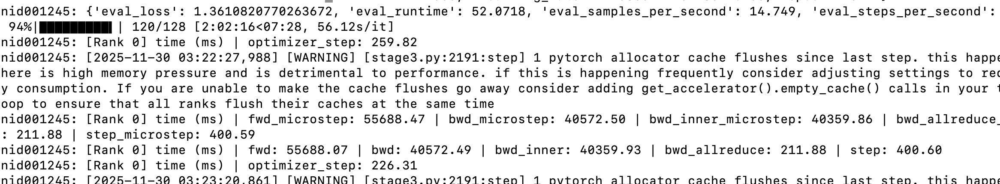 nid001245: {'eval_loss': 1.3610820770263672, 'eval_runtime': 52.0718, 'eval_samples_per_second': 14.749, 'eval_steps_per_second':
94%|██████████| 120/128 [2:02:16<07:28, 56.12s/it]
nid001245: [Rank 0] time (ms) | optimizer_step: 259.82
nid001245: [2025-11-30 03:22:27,988] [WARNING] [stage3.py:2191:step] 1 pytorch allocator cache flushes since last step. this happe
here is high memory pressure and is detrimental to performance. if this is happening frequently consider adjusting settings to red
y consumption. If you are unable to make the cache flushes go away consider adding get_accelerator().empty_cache() calls in your t
oop to ensure that all ranks flush their caches at the same time
nid001245: [Rank 0] time (ms) | fwd_microstep: 55688.47 | bwd_microstep: 40572.50 | bwd_inner_microstep: 40359.86 | bwd_allreduce_
: 211.88 | step_microstep: 400.59
nid001245: [Rank 0] time (ms) | fwd: 55688.07 | bwd: 40572.49 | bwd_inner: 40359.93 | bwd_allreduce: 211.88 | step: 400.60
nid001245: [Rank 0] time (ms) | optimizer_step: 226.31
nid001245: [2025-11-30 03:23:20,861] [WARNING] [stage3.py:2191:step] 1 pytorch allocator cache flushes since last step. this happe